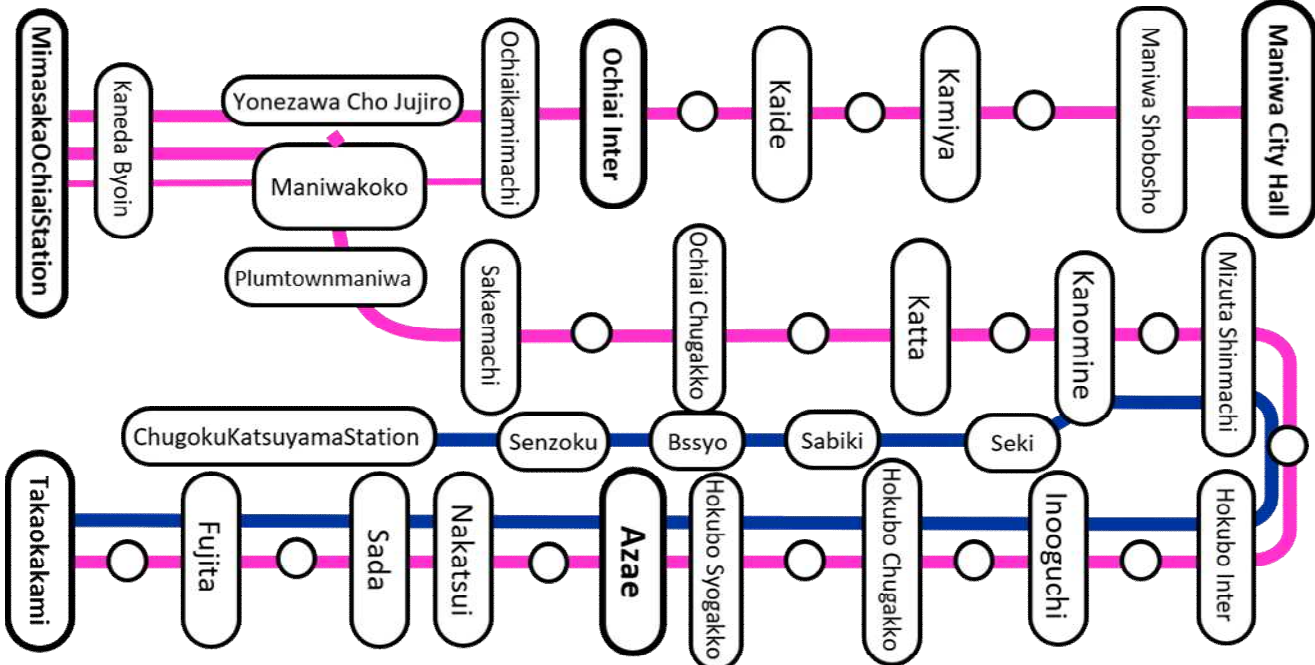 MimasakaOchiaiStation
Kaneda Byoin
Yonezawa Cho Jujiro
Maniwakoko
Plumtownmaniwa
Ochiaikamimachi
Ochiai Inter
Kaide
Kamiya
Maniwa Shobosho
Maniwa City Hall
Sakaemachi
Ochiai Chugakko
Katta
Kanomine
Mizuta Shinmachi
ChugokuKatsuyamaStation
Senzoku
Bssyo
Sabiki
Seki
Takaokakami
Fujita
Sada
Nakatsui
Azae
Hokubo Syogakko
Hokubo Chugakko
Inooguchi
Hokubo Inter